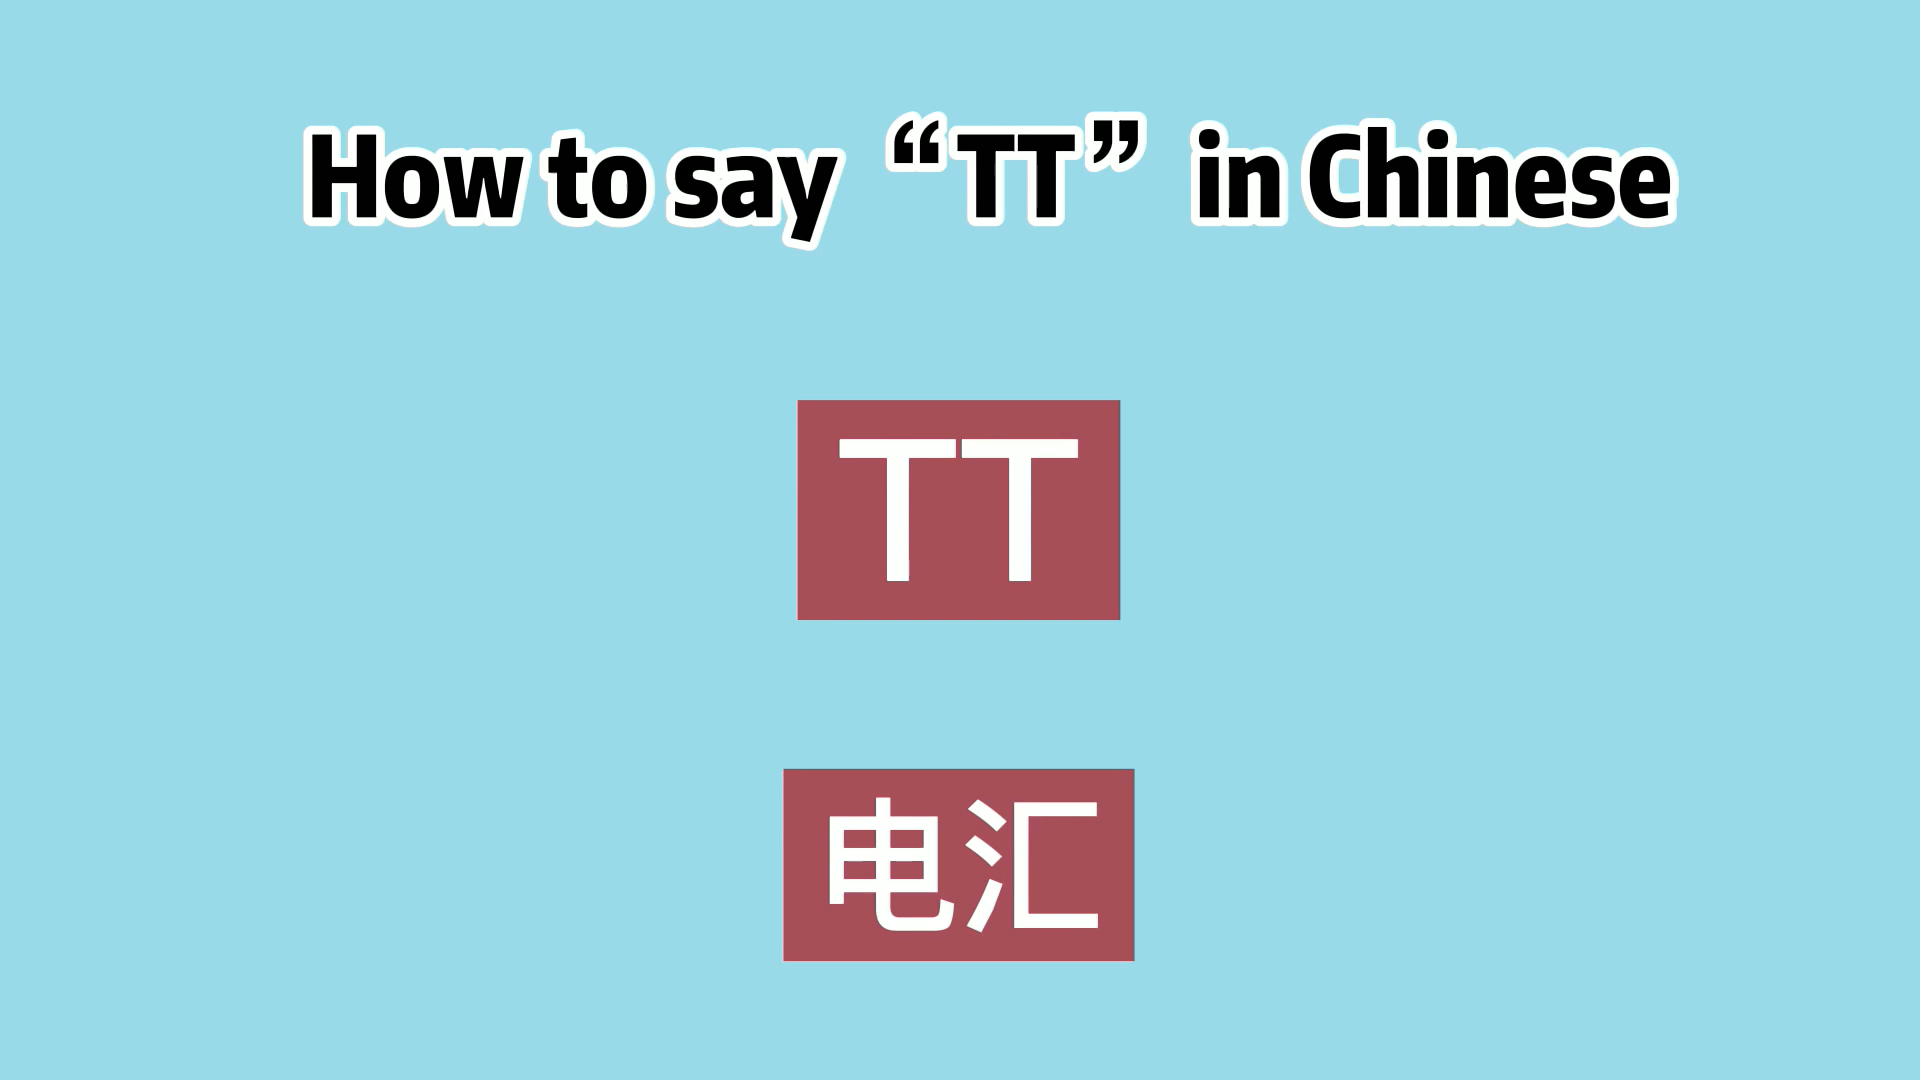 How to say “TT” in Chinese
TT
电汇